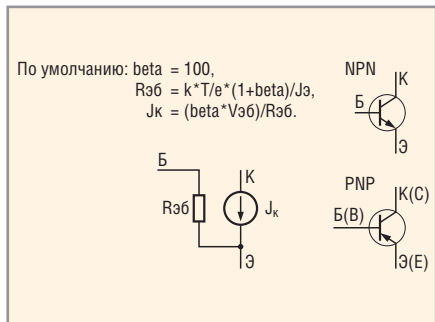 По умолчанию: beta = 100,
Rэб = k*T/e*(1+beta)/Jэ,
Jк = (beta*Vэб)/Rэб.
NPN
К
Б
Э
Б
К
Rэб
Jк
Э
PNP
К(C)
Б(B)
Э(E)